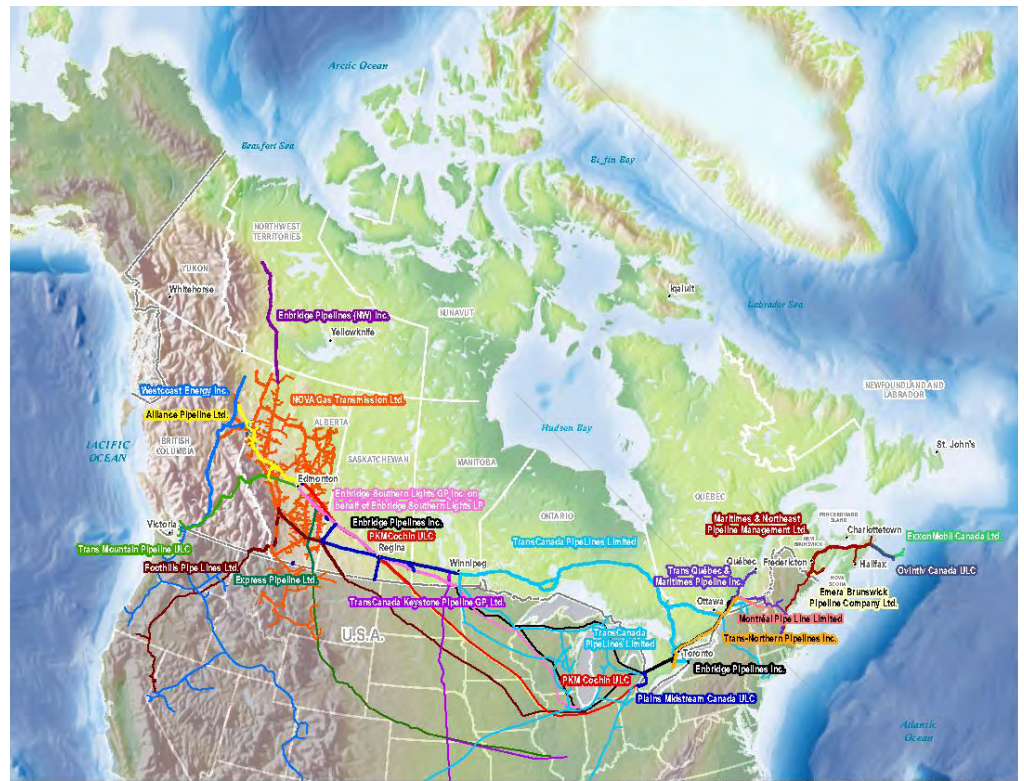 Arctic Ocean
Beaufort Sea
Baffin Bay
NORTHWEST
TERRITORIES
YUKON
Whitehorse
Iqaluit
Labrador Sea
Enbridge Pipelines (NW) Inc.
NUNAVUT
Yellowknife
Westcoast Energy Inc.
NOVA Gas Transmission Ltd.
NEWFOUNDLAND AND
LABRADOR
Alliance Pipeline Ltd.
ALBERTA
Hudson Bay
PACIFIC
OCEAN
BRITISH
COLUMBIA
SASKATCHEWAN
MANITOBA
St. John's
Edmonton
Enbridge Southern Lights GP Inc. on
behalf of Enbridge Southern Lights LP
QUÉBEC
ONTARIO
Victoria
Enbridge Pipelines Inc.
PKM Cochin ULC
Maritimes & Northeast
Pipeline Management Ltd.
PRINCE EDWARD
ISLAND
Charlottetown
ExxonMobil Canada Ltd.
Trans Mountain Pipeline ULC
Regina
TransCanada PipeLines Limited
NEW
BRUNSWICK
Foothills Pipe Lines Ltd.
Winnipeg
Québec
Fredericton
Halifax
Ovintiv Canada ULC
Express Pipeline Ltd.
Trans Québec &
Maritimes Pipeline Inc.
NOVA
SCOTIA
Emera Brunswick
Pipeline Company Ltd.
TransCanada Keystone Pipeline GP, Ltd.
Ottawa
Montréal Pipe Line Limited
U.S.A.
TransCanada
PipeLines Limited
Trans-Northern Pipelines Inc.
Toronto
Enbridge Pipelines Inc.
PKM Cochin ULC
Plains Midstream Canada ULC
Atlantic
Ocean